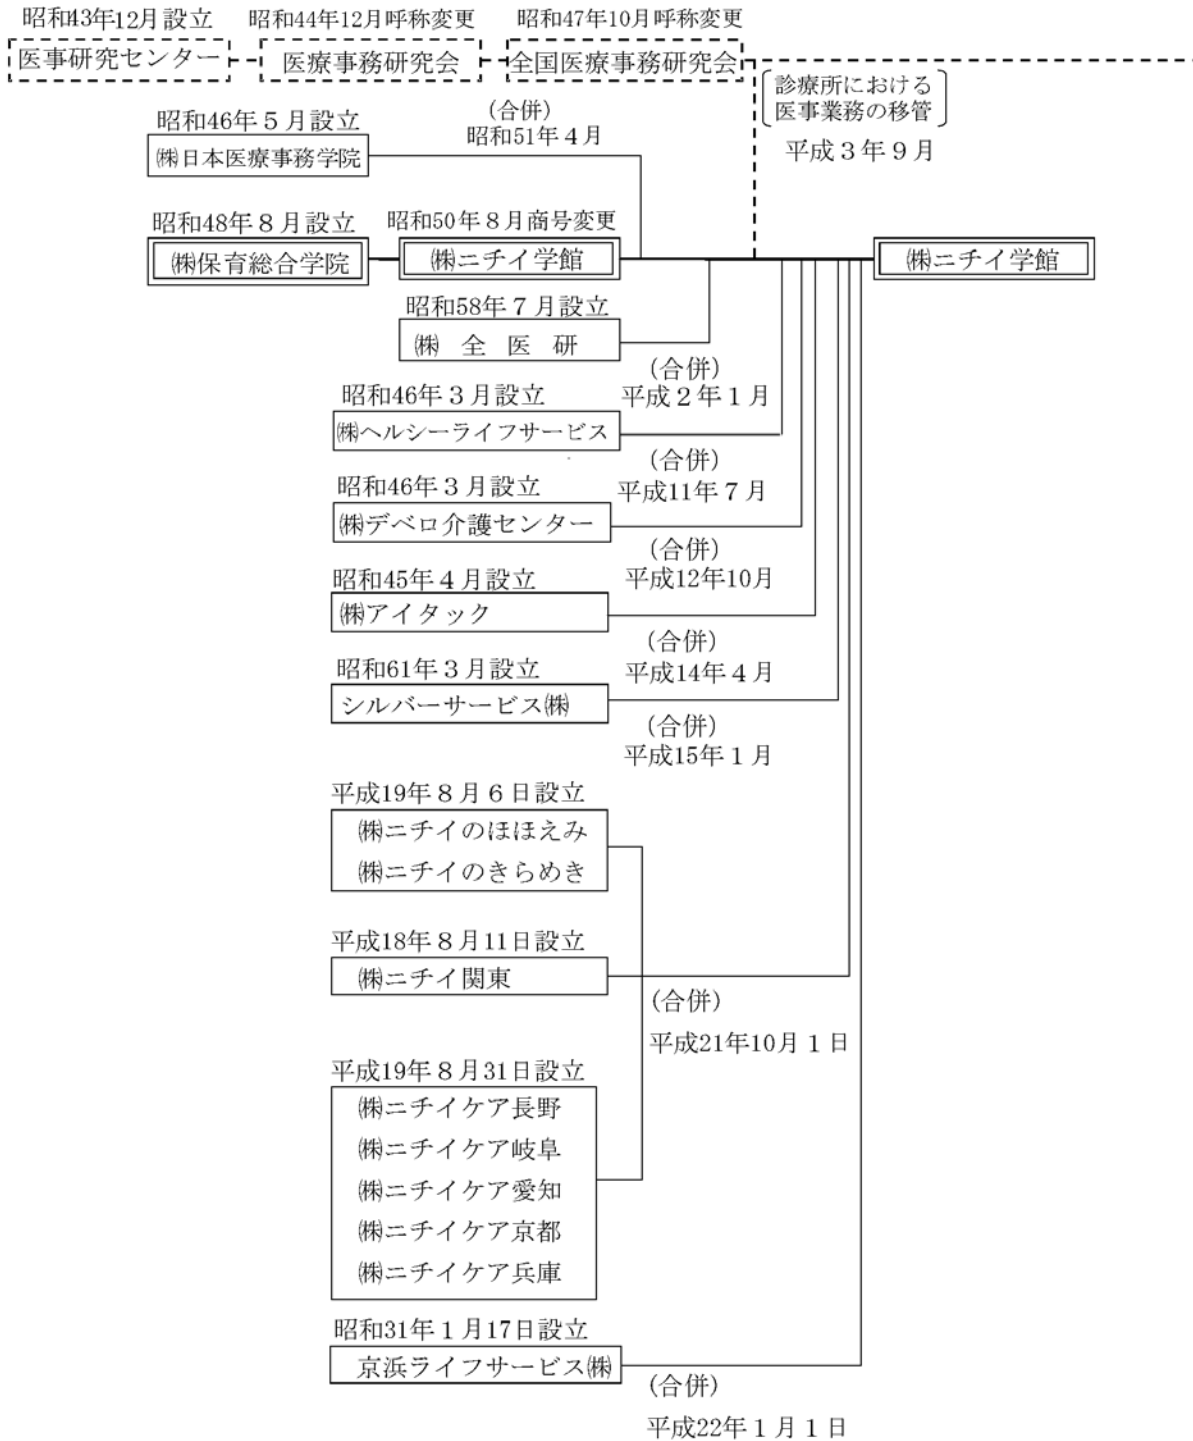 昭和43年12月設立 昭和44年12月呼称変更 昭和47年10月呼称変更
医事研究センター 医療事務研究会 全国医療事務研究会
診療所における
医事業務の移管
平成３年９月
(合併)
昭和51年４月
昭和46年５月設立
㈱日本医療事務学院
昭和48年８月設立 昭和50年８月商号変更
㈱保育総合学院 ㈱ニチイ学館 ㈱ニチイ学館
昭和58年７月設立
㈱ 全 医 研
(合併)
平成２年１月
昭和46年３月設立
㈱ヘルシーライフサービス
(合併)
平成11年７月
昭和46年３月設立
㈱デベロ介護センター
(合併)
平成12年10月
昭和45年４月設立
㈱アイタック
(合併)
平成14年４月
昭和61年３月設立
シルバーサービス㈱
(合併)
平成15年１月
平成19年８月６日設立
㈱ニチイのほほえみ
㈱ニチイのきらめき
平成18年８月11日設立
㈱ニチイ関東
(合併)
平成21年10月１日
平成19年８月31日設立
㈱ニチイケア長野
㈱ニチイケア岐阜
㈱ニチイケア愛知
㈱ニチイケア京都
㈱ニチイケア兵庫
昭和31年１月17日設立
京浜ライフサービス㈱
(合併)
平成22年１月１日